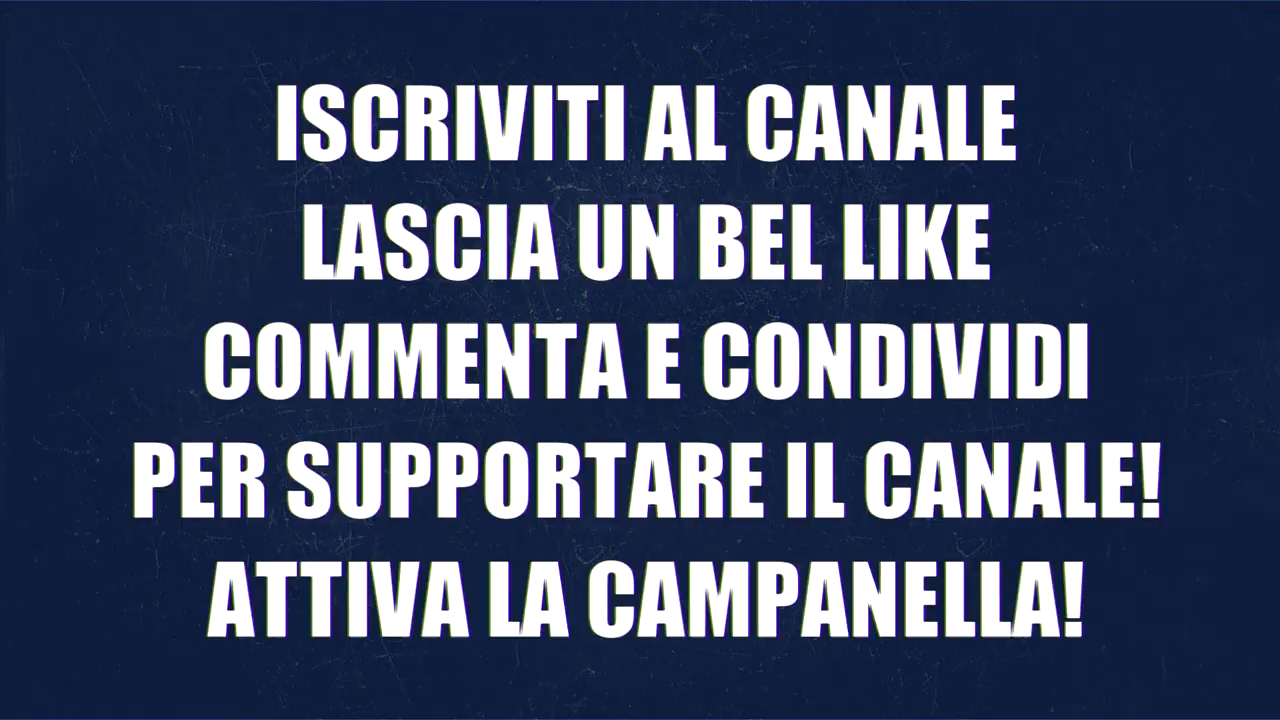 ISCRIVITI AL CANALE
LASCIA UN BEL LIKE
COMMENTA E CONDIVIDI
PER SUPPORTARE IL CANALE!
ATTIVA LA CAMPANELLA!